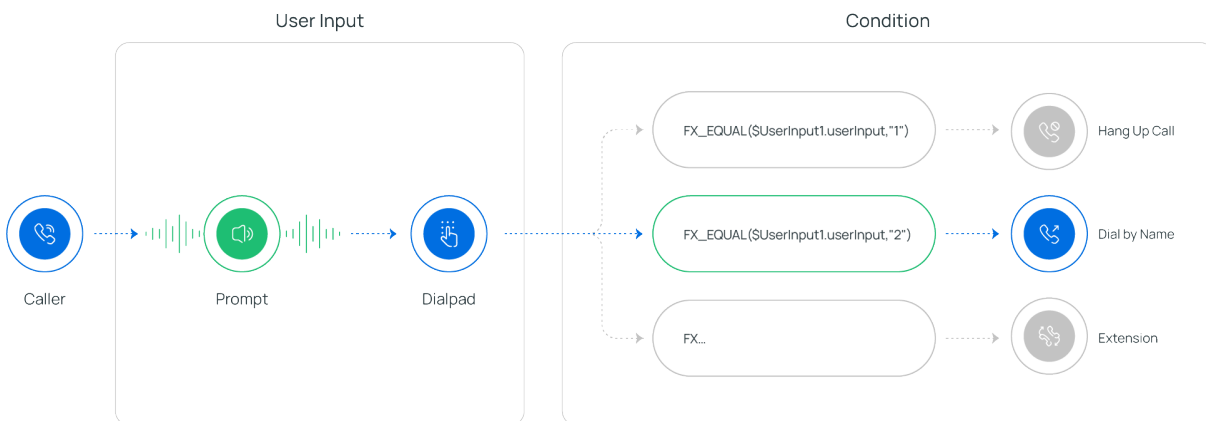 User Input
Condition
FX_EQUAL($UserInput1.userInput,"1")
Hang Up Call
FX_EQUAL($UserInput1.userInput,"2")
Dial by Name
Caller
Prompt
Dialpad
FX...
Extension